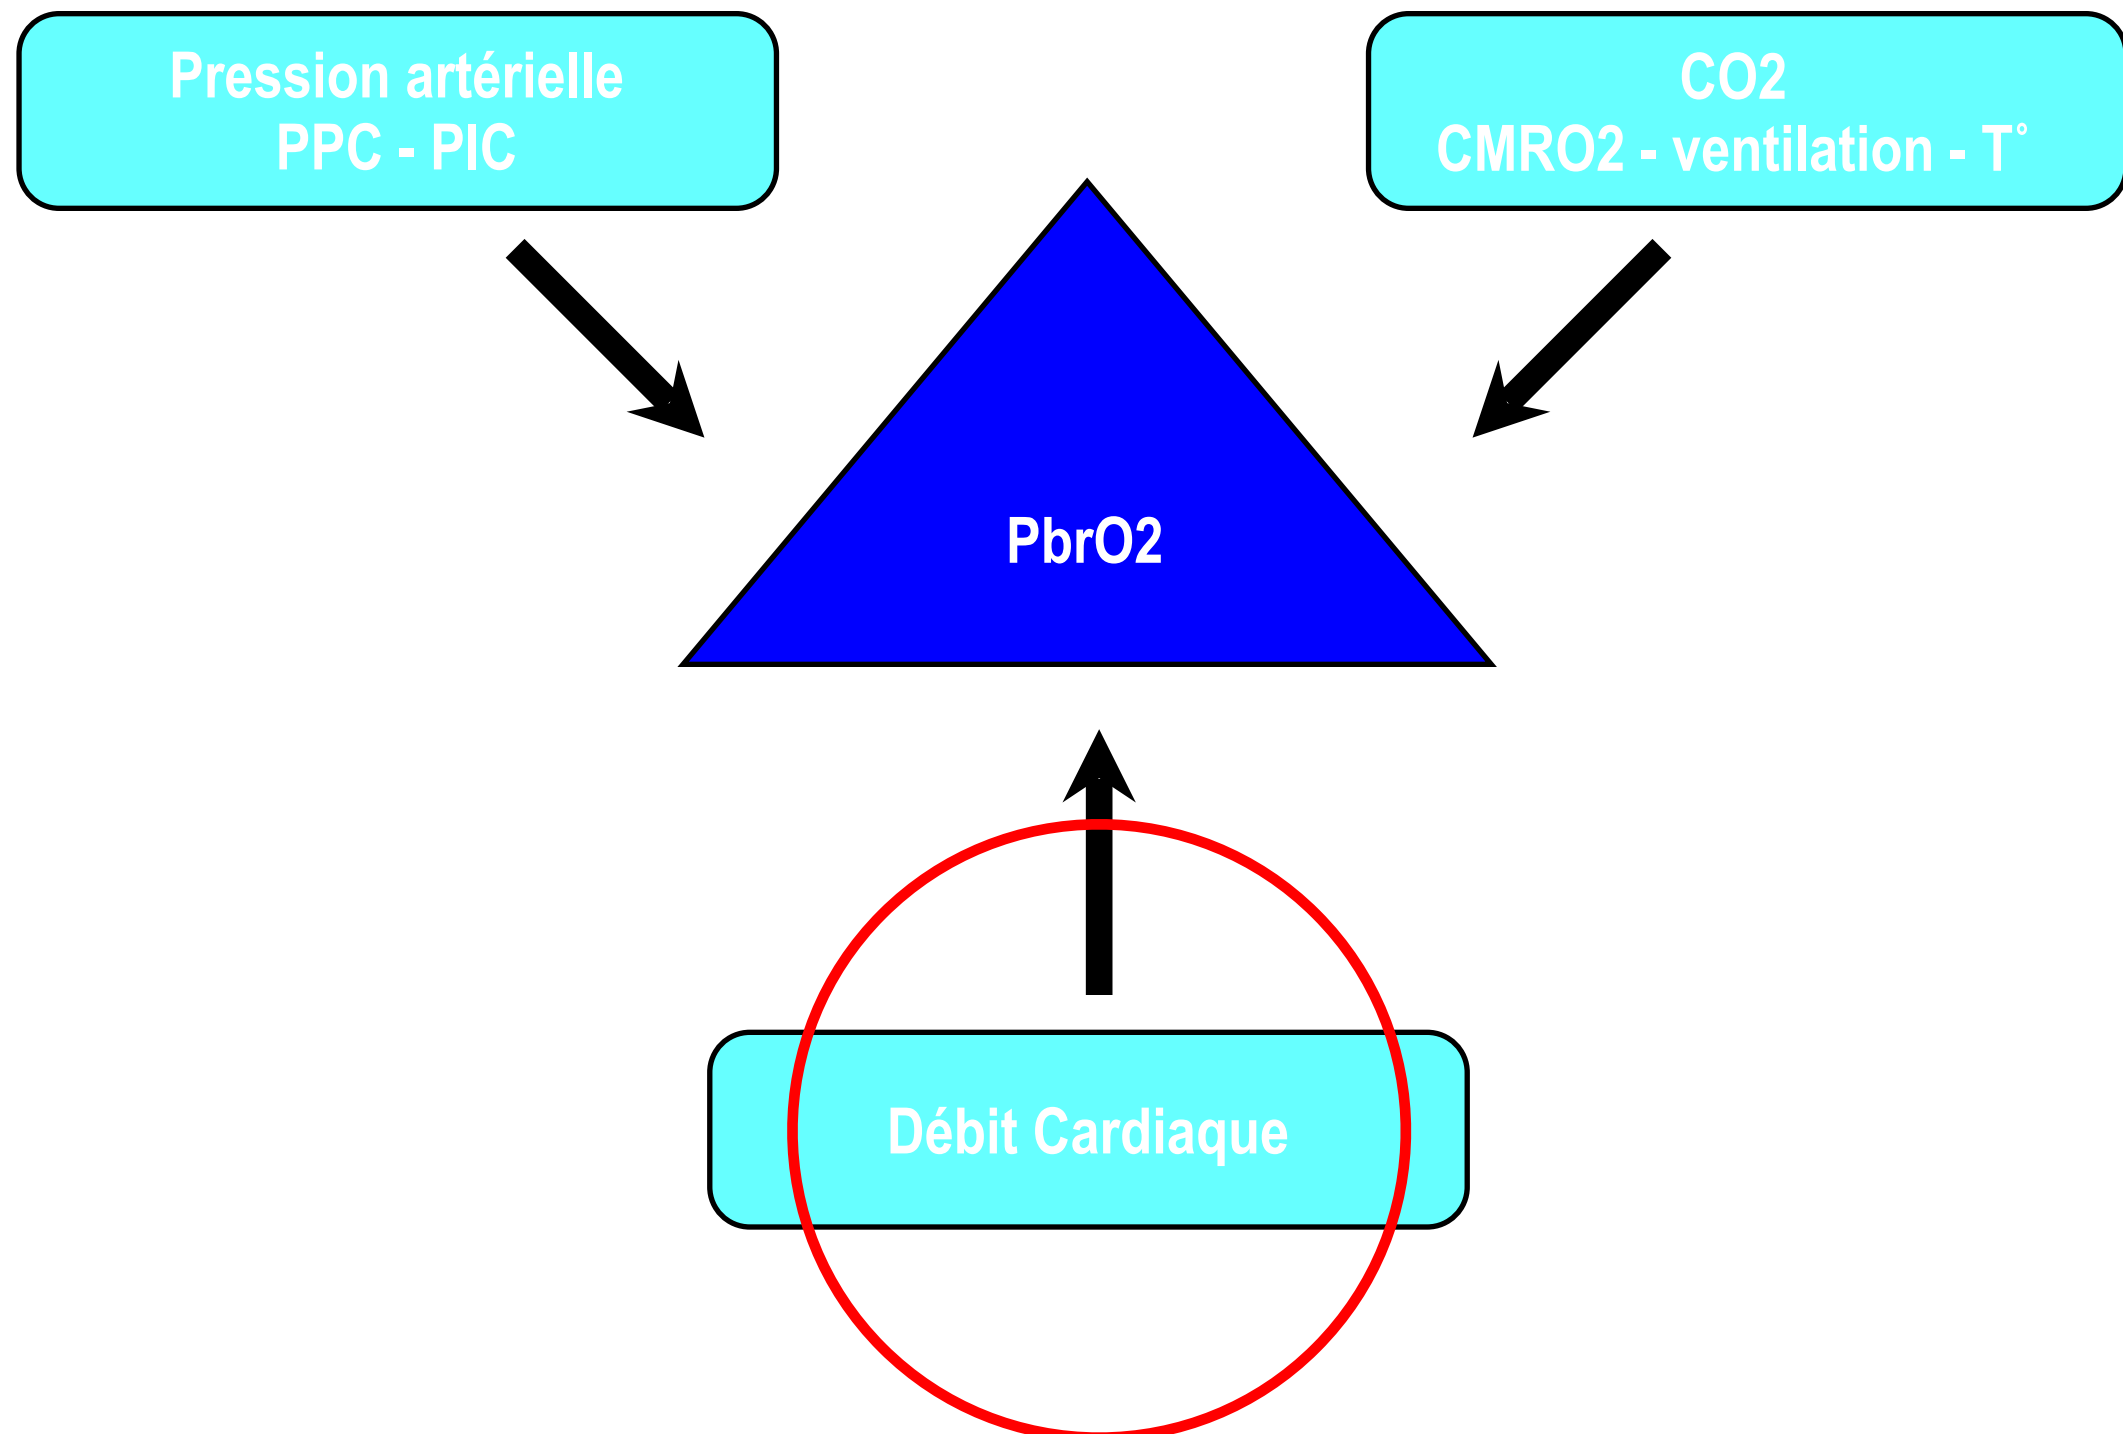 Pression artérielle
PPC - PIC
CO2
CMRO2 - ventilation - T°
PbrO2
Débit Cardiaque